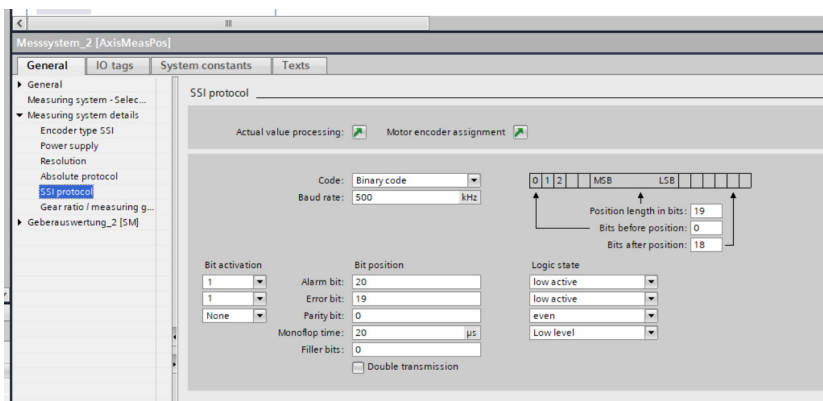 Messsystem_2 [AxisMeasPos]
General IO tags System constants Texts
General
Measuring system - Selec...
Measuring system details
Encoder type SSI
Power supply
Resolution
Absolute protocol
SSI protocol
Gear ratio / measuring g...
Geberauswertung_2 [SM]
SSI protocol
Actual value processing: Motor encoder assignment
Code: Binary code
Baud rate: 500 kHz
0 1 2 MSB LSB
Position length in bits: 19
Bits before position: 0
Bits after position: 18
Bit activation Bit position Logic state
1 Alarm bit: 20 low active
1 Error bit: 19 low active
None Parity bit: 0 even
Monoflop time: 20 µs Low level
Filler bits: 0
Double transmission